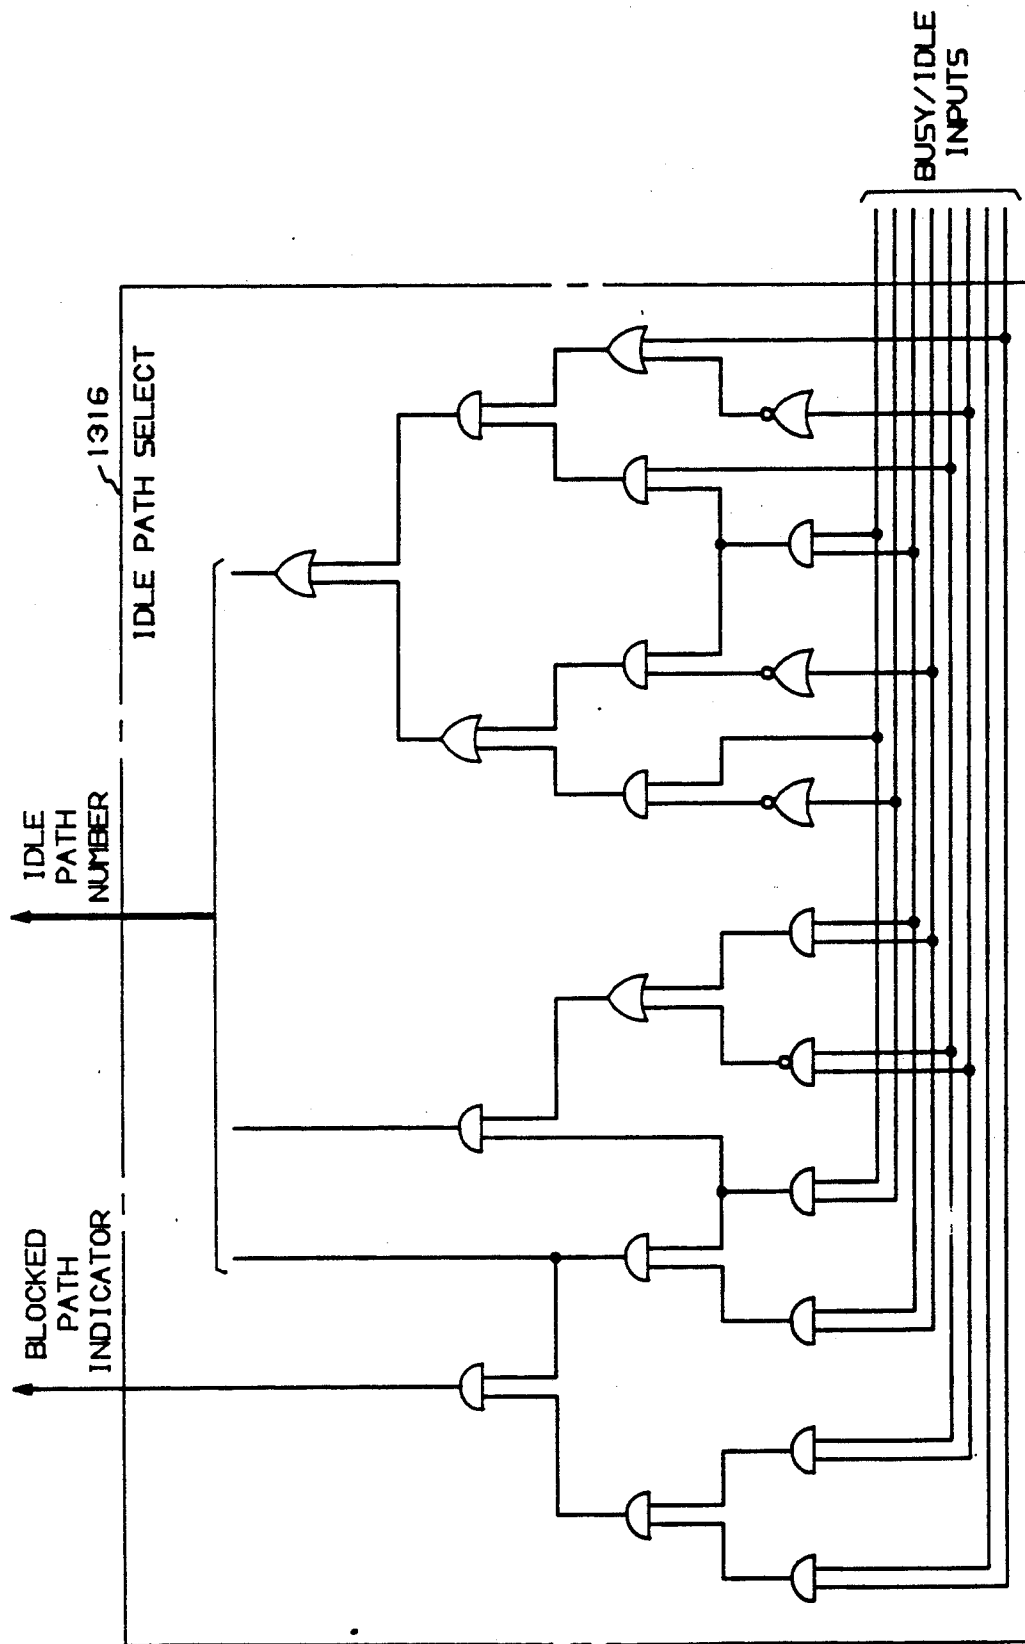 BLOCKED
PATH
INDICATOR
IDLE
PATH
NUMBER
1316
IDLE PATH SELECT
BUSY/IDLE
INPUTS